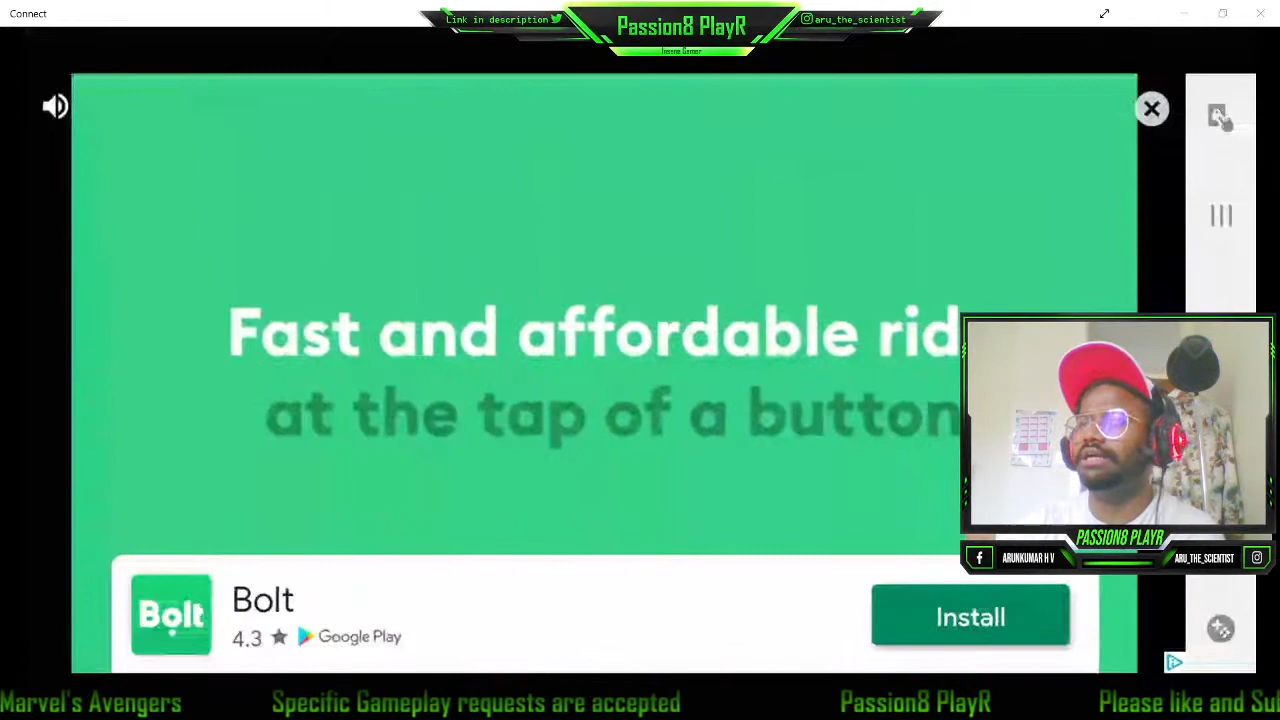 Connect
Link in description
Passion8 PlayR
Insane Gamer
aru_the_scientist
Fast and affordable rid
at the tap of a button
Bolt
Bolt
4.3 ★ Google Play
Install
PASSION8 PLAYR
ARUNKUMAR H V
ARU_THE_SCIENTIST
Marvel's Avengers Specific Gameplay requests are accepted Passion8 PlayR Please like and Su